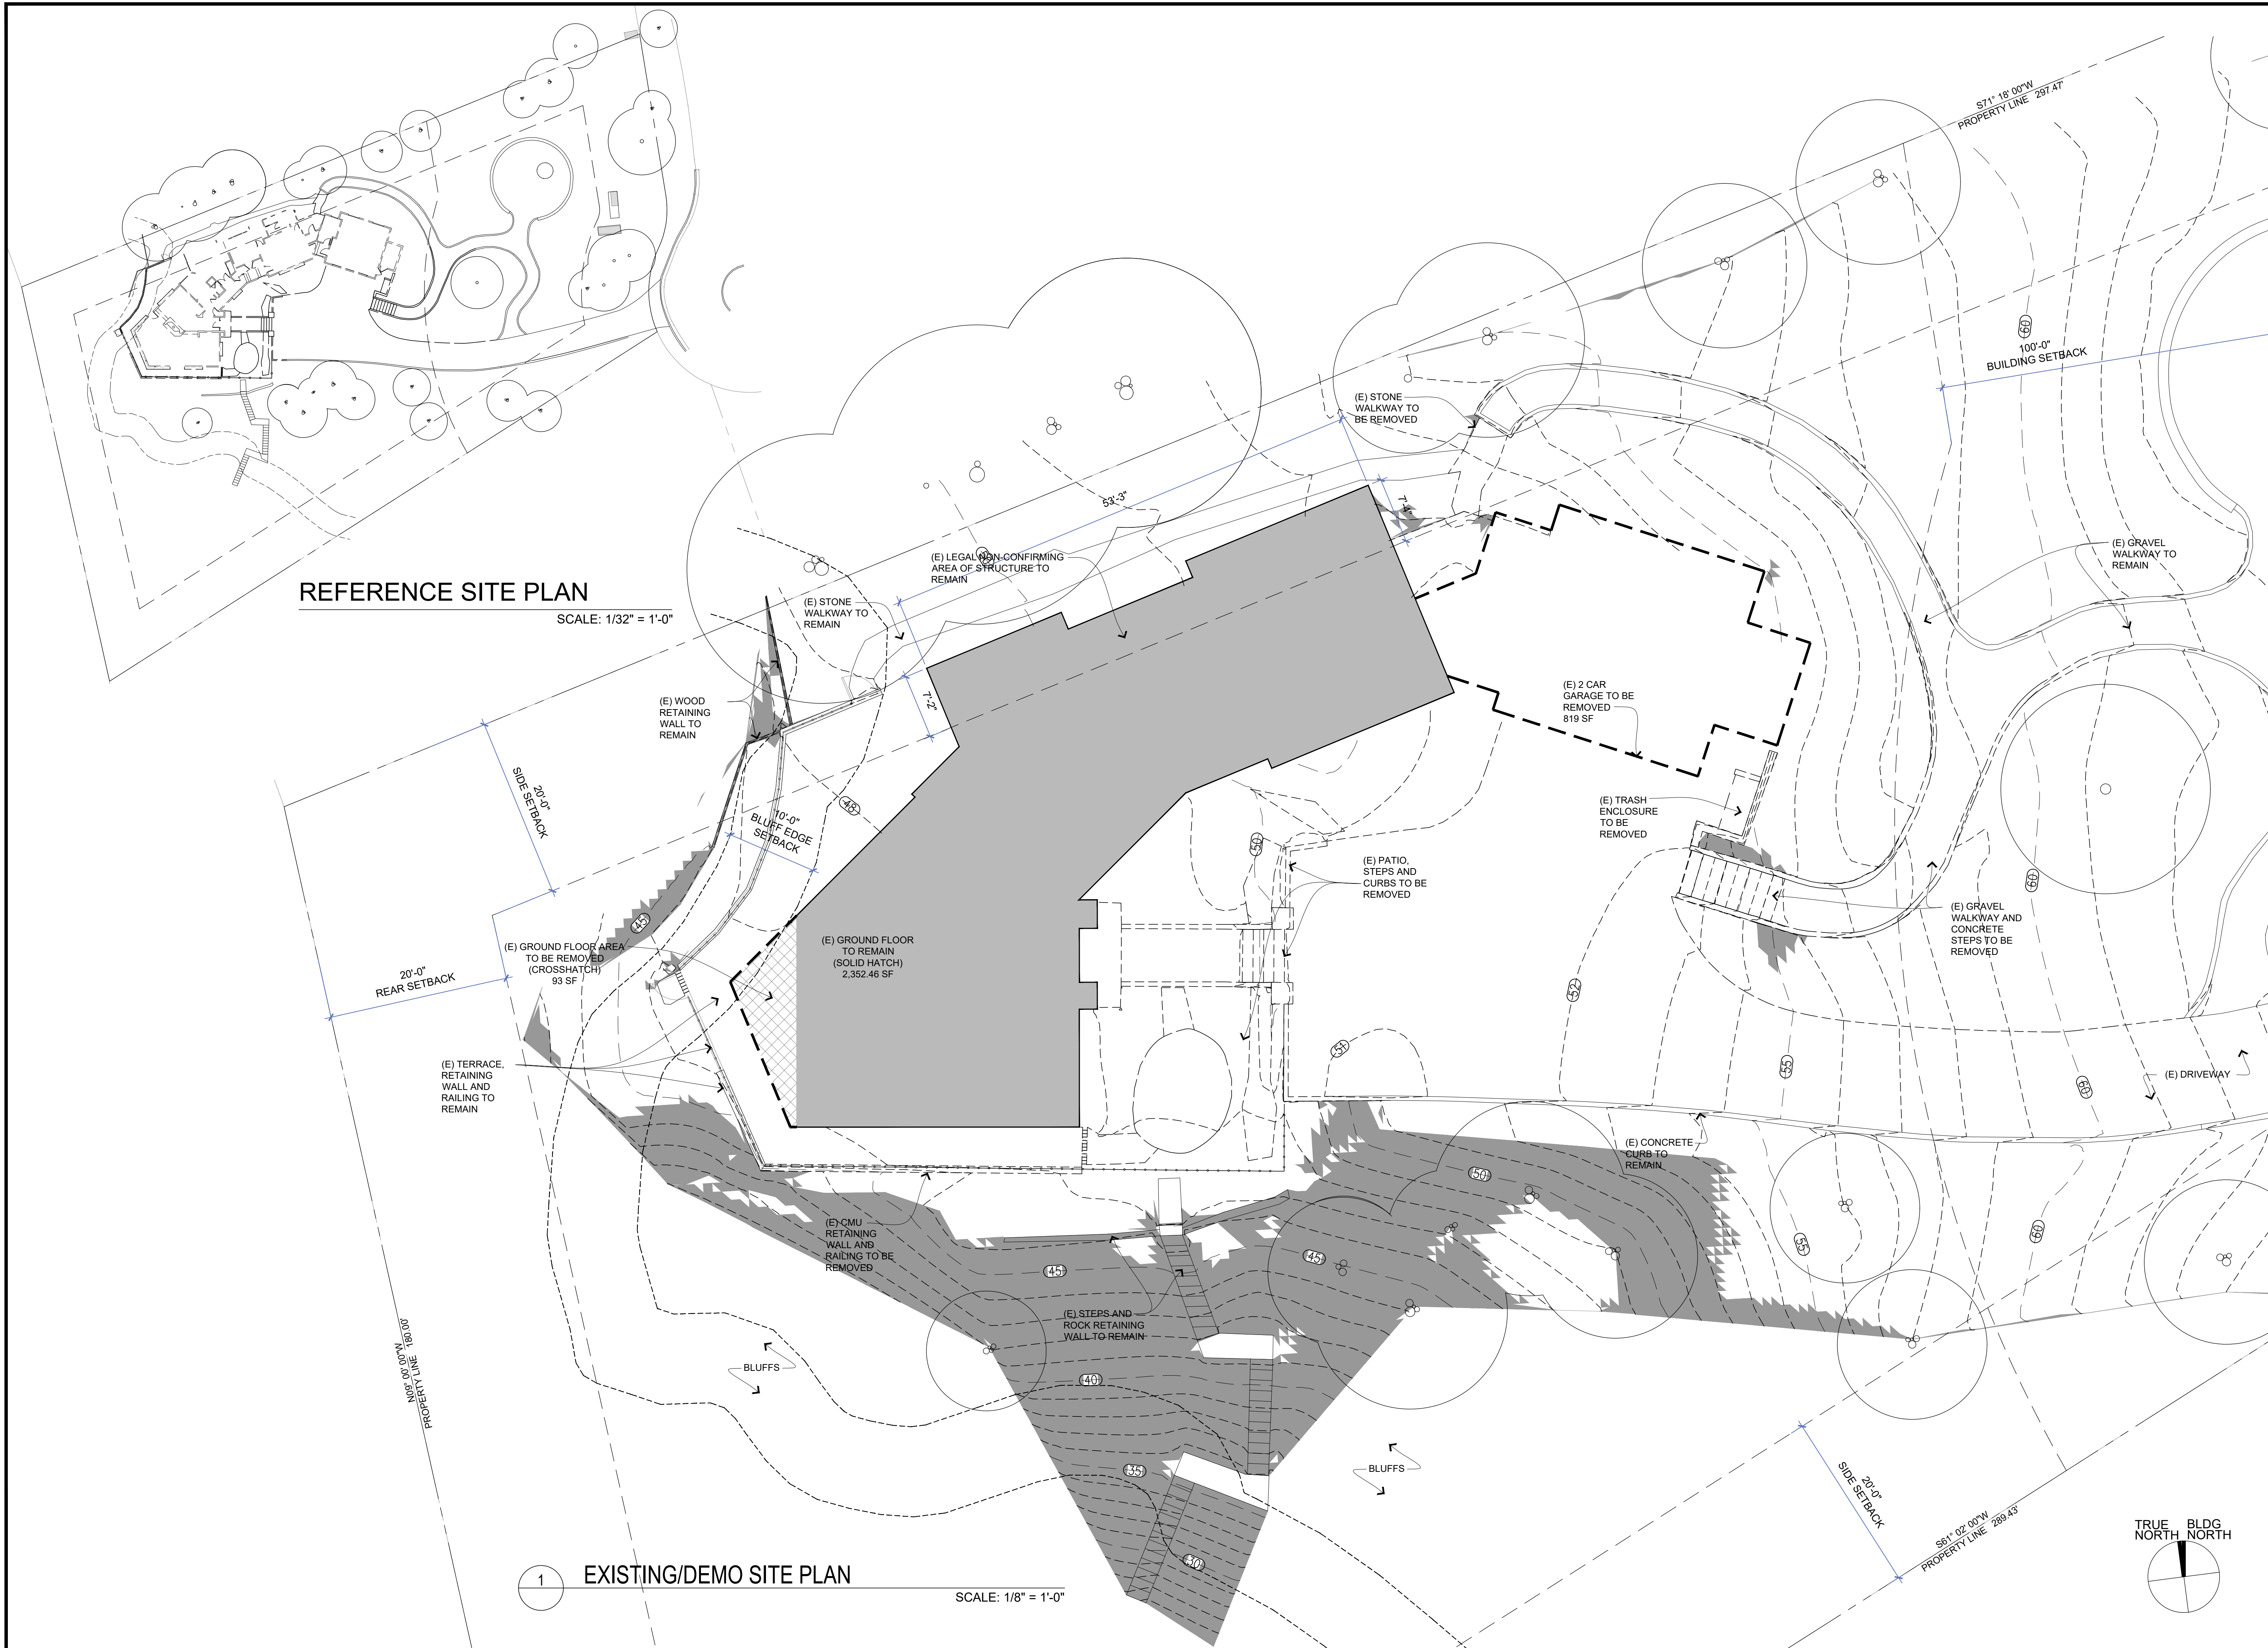 S71° 18' 00"W
PROPERTY LINE 297.47'
60
100'-0"
BUILDING SETBACK
(E) STONE
WALKWAY TO
BE REMOVED
53'-3"
7'-4"
(E) LEGAL NON-CONFIRMING
AREA OF STRUCTURE TO
REMAIN
(E) GRAVEL
WALKWAY TO
REMAIN
REFERENCE SITE PLAN
SCALE: 1/32" = 1'-0"
(E) STONE
WALKWAY TO
REMAIN
(E) WOOD
RETAINING
WALL TO
REMAIN
7'-2"
(E) 2 CAR
GARAGE TO BE
REMOVED
819 SF
20'-0"
SIDE SETBACK
48
10'-0"
BLUFF EDGE
SETBACK
(E) TRASH
ENCLOSURE
TO BE
REMOVED
50
(E) PATIO,
STEPS AND
CURBS TO BE
REMOVED
60
(E) GRAVEL
WALKWAY AND
CONCRETE
STEPS TO BE
REMOVED
45
(E) GROUND FLOOR AREA
TO BE REMOVED
(CROSSHATCH)
93 SF
(E) GROUND FLOOR
TO REMAIN
(SOLID HATCH)
2,352.46 SF
20'-0"
REAR SETBACK
52
51
55
60
(E) DRIVEWAY
(E) TERRACE,
RETAINING
WALL AND
RAILING TO
REMAIN
(E) CONCRETE
CURB TO
REMAIN
50
(E) CMU
RETAINING
WALL AND
RAILING TO BE
REMOVED
45
45
55
60
(E) STEPS AND
ROCK RETAINING
WALL TO REMAIN
N09° 00' 00"W
PROPERTY LINE 180.00'
BLUFFS
40
35
BLUFFS
20'-0"
SIDE SETBACK
S61° 02' 00"W
PROPERTY LINE 289.43'
30
TRUE NORTH
BLDG NORTH
1
EXISTING/DEMO SITE PLAN
SCALE: 1/8" = 1'-0"